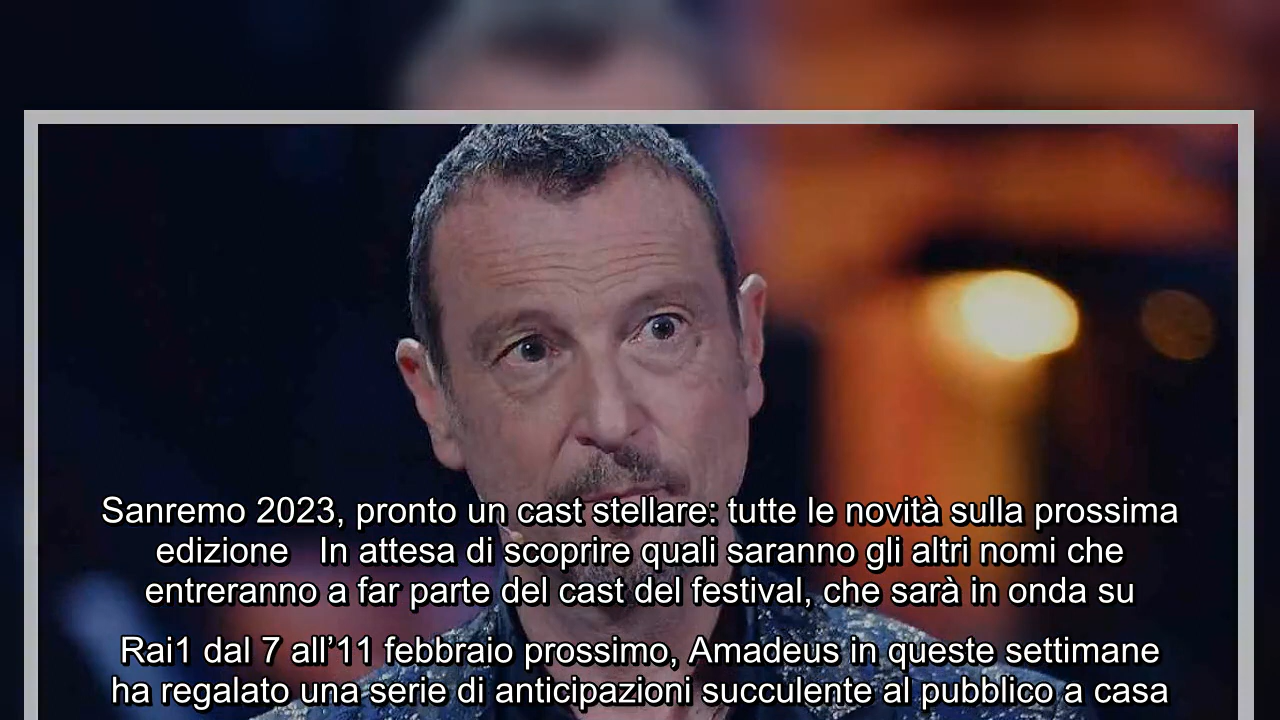 Sanremo 2023, pronto un cast stellare: tutte le novità sulla prossima
edizione   In attesa di scoprire quali saranno gli altri nomi che
entreranno a far parte del cast del festival, che sarà in onda su
Rai1 dal 7 all’11 febbraio prossimo, Amadeus in queste settimane
ha regalato una serie di anticipazioni succulente al pubblico a casa